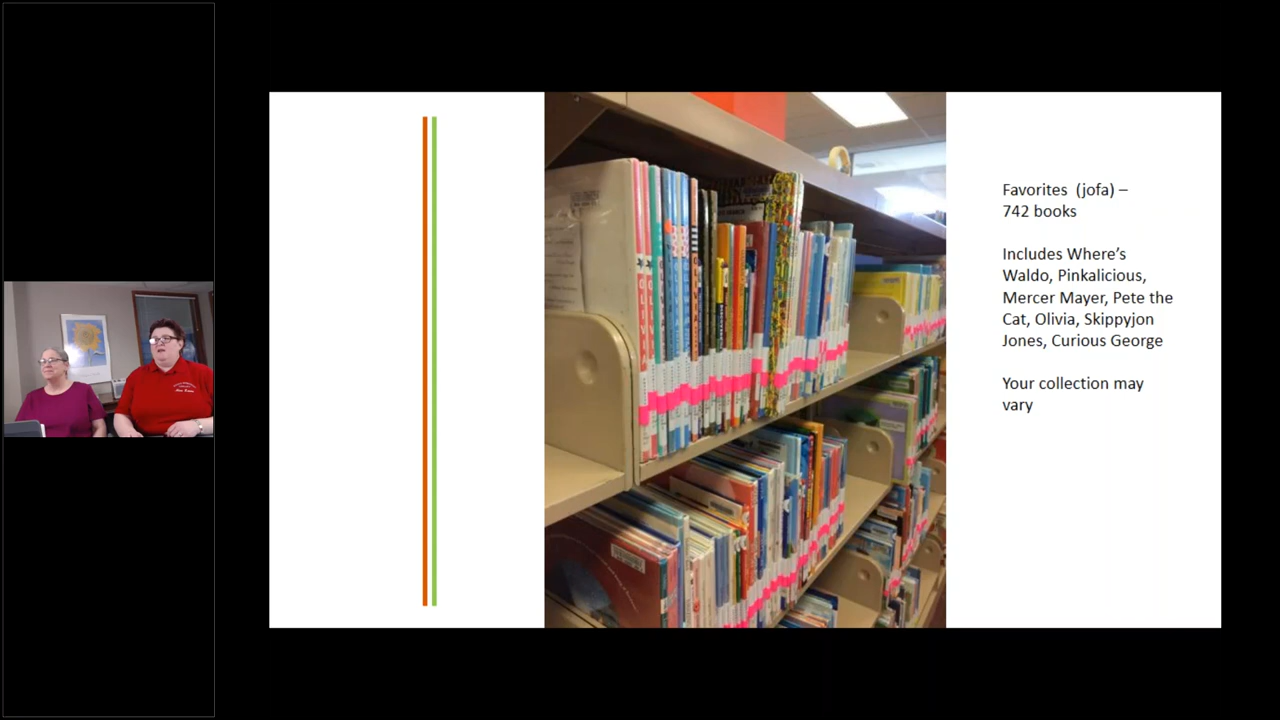 Favorites (jofa) –
742 books
Includes Where's
Waldo, Pinkalicious,
Mercer Mayer, Pete the
Cat, Olivia, Skippyjon
Jones, Curious George
Your collection may
vary